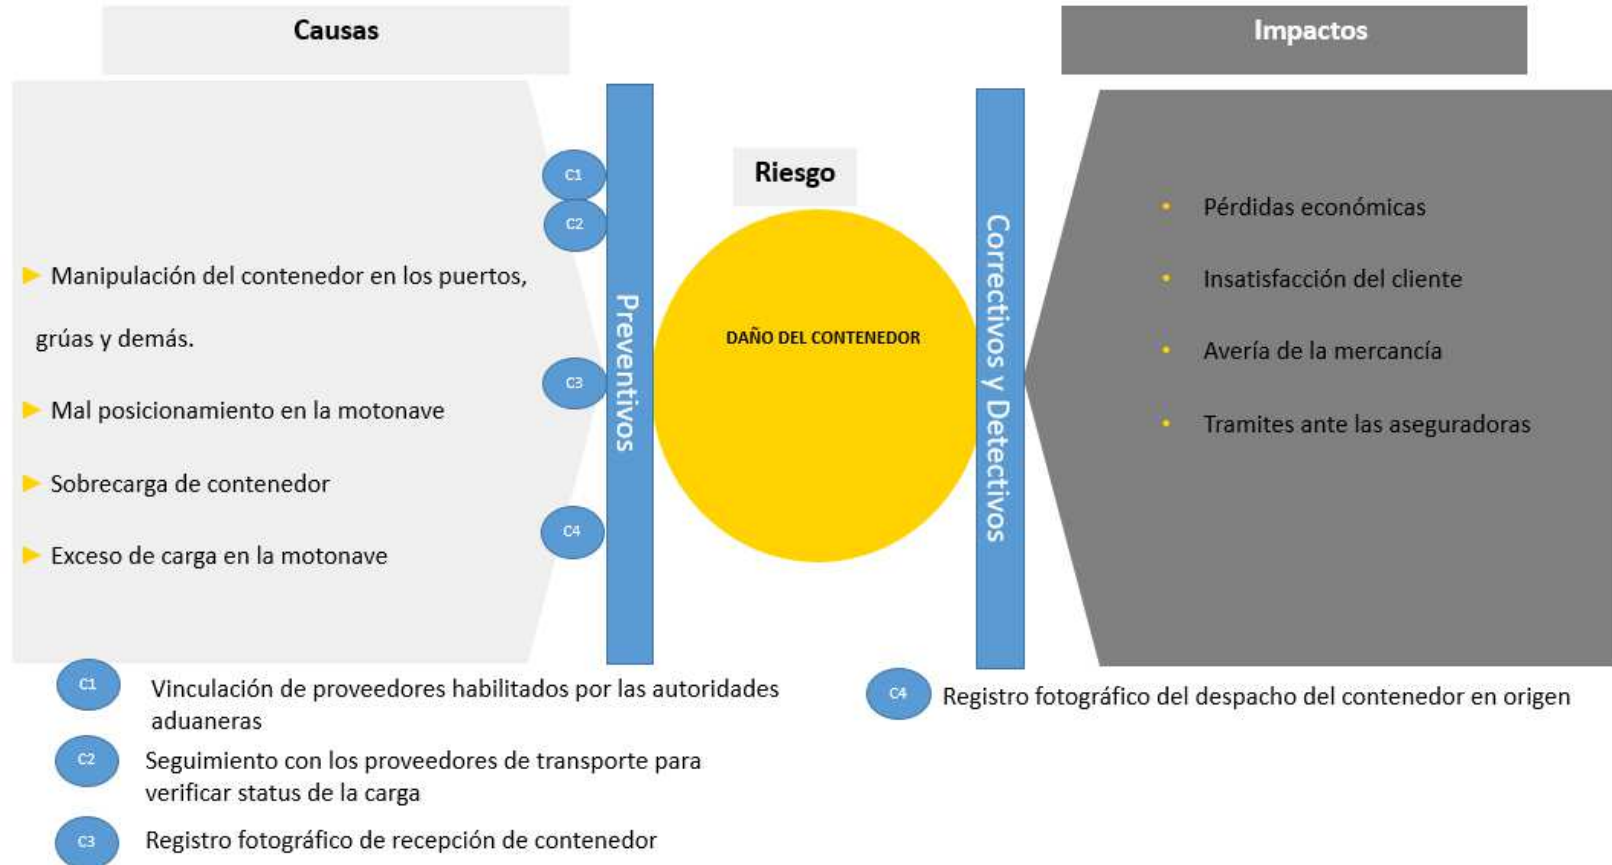 Causas
Impactos
Riesgo
C1
C2
C3
C4
Manipulación del contenedor en los puertos,
grúas y demás.
Mal posicionamiento en la motonave
Sobrecarga de contenedor
Exceso de carga en la motonave
Preventivos
DAÑO DEL CONTENEDOR
Correctivos y Detectivos
Pérdidas económicas
Insatisfacción del cliente
Avería de la mercancía
Tramites ante las aseguradoras
C1
Vinculación de proveedores habilitados por las autoridades
aduaneras
C2
Seguimiento con los proveedores de transporte para
verificar status de la carga
C3
Registro fotográfico de recepción de contenedor
C4
Registro fotográfico del despacho del contenedor en origen